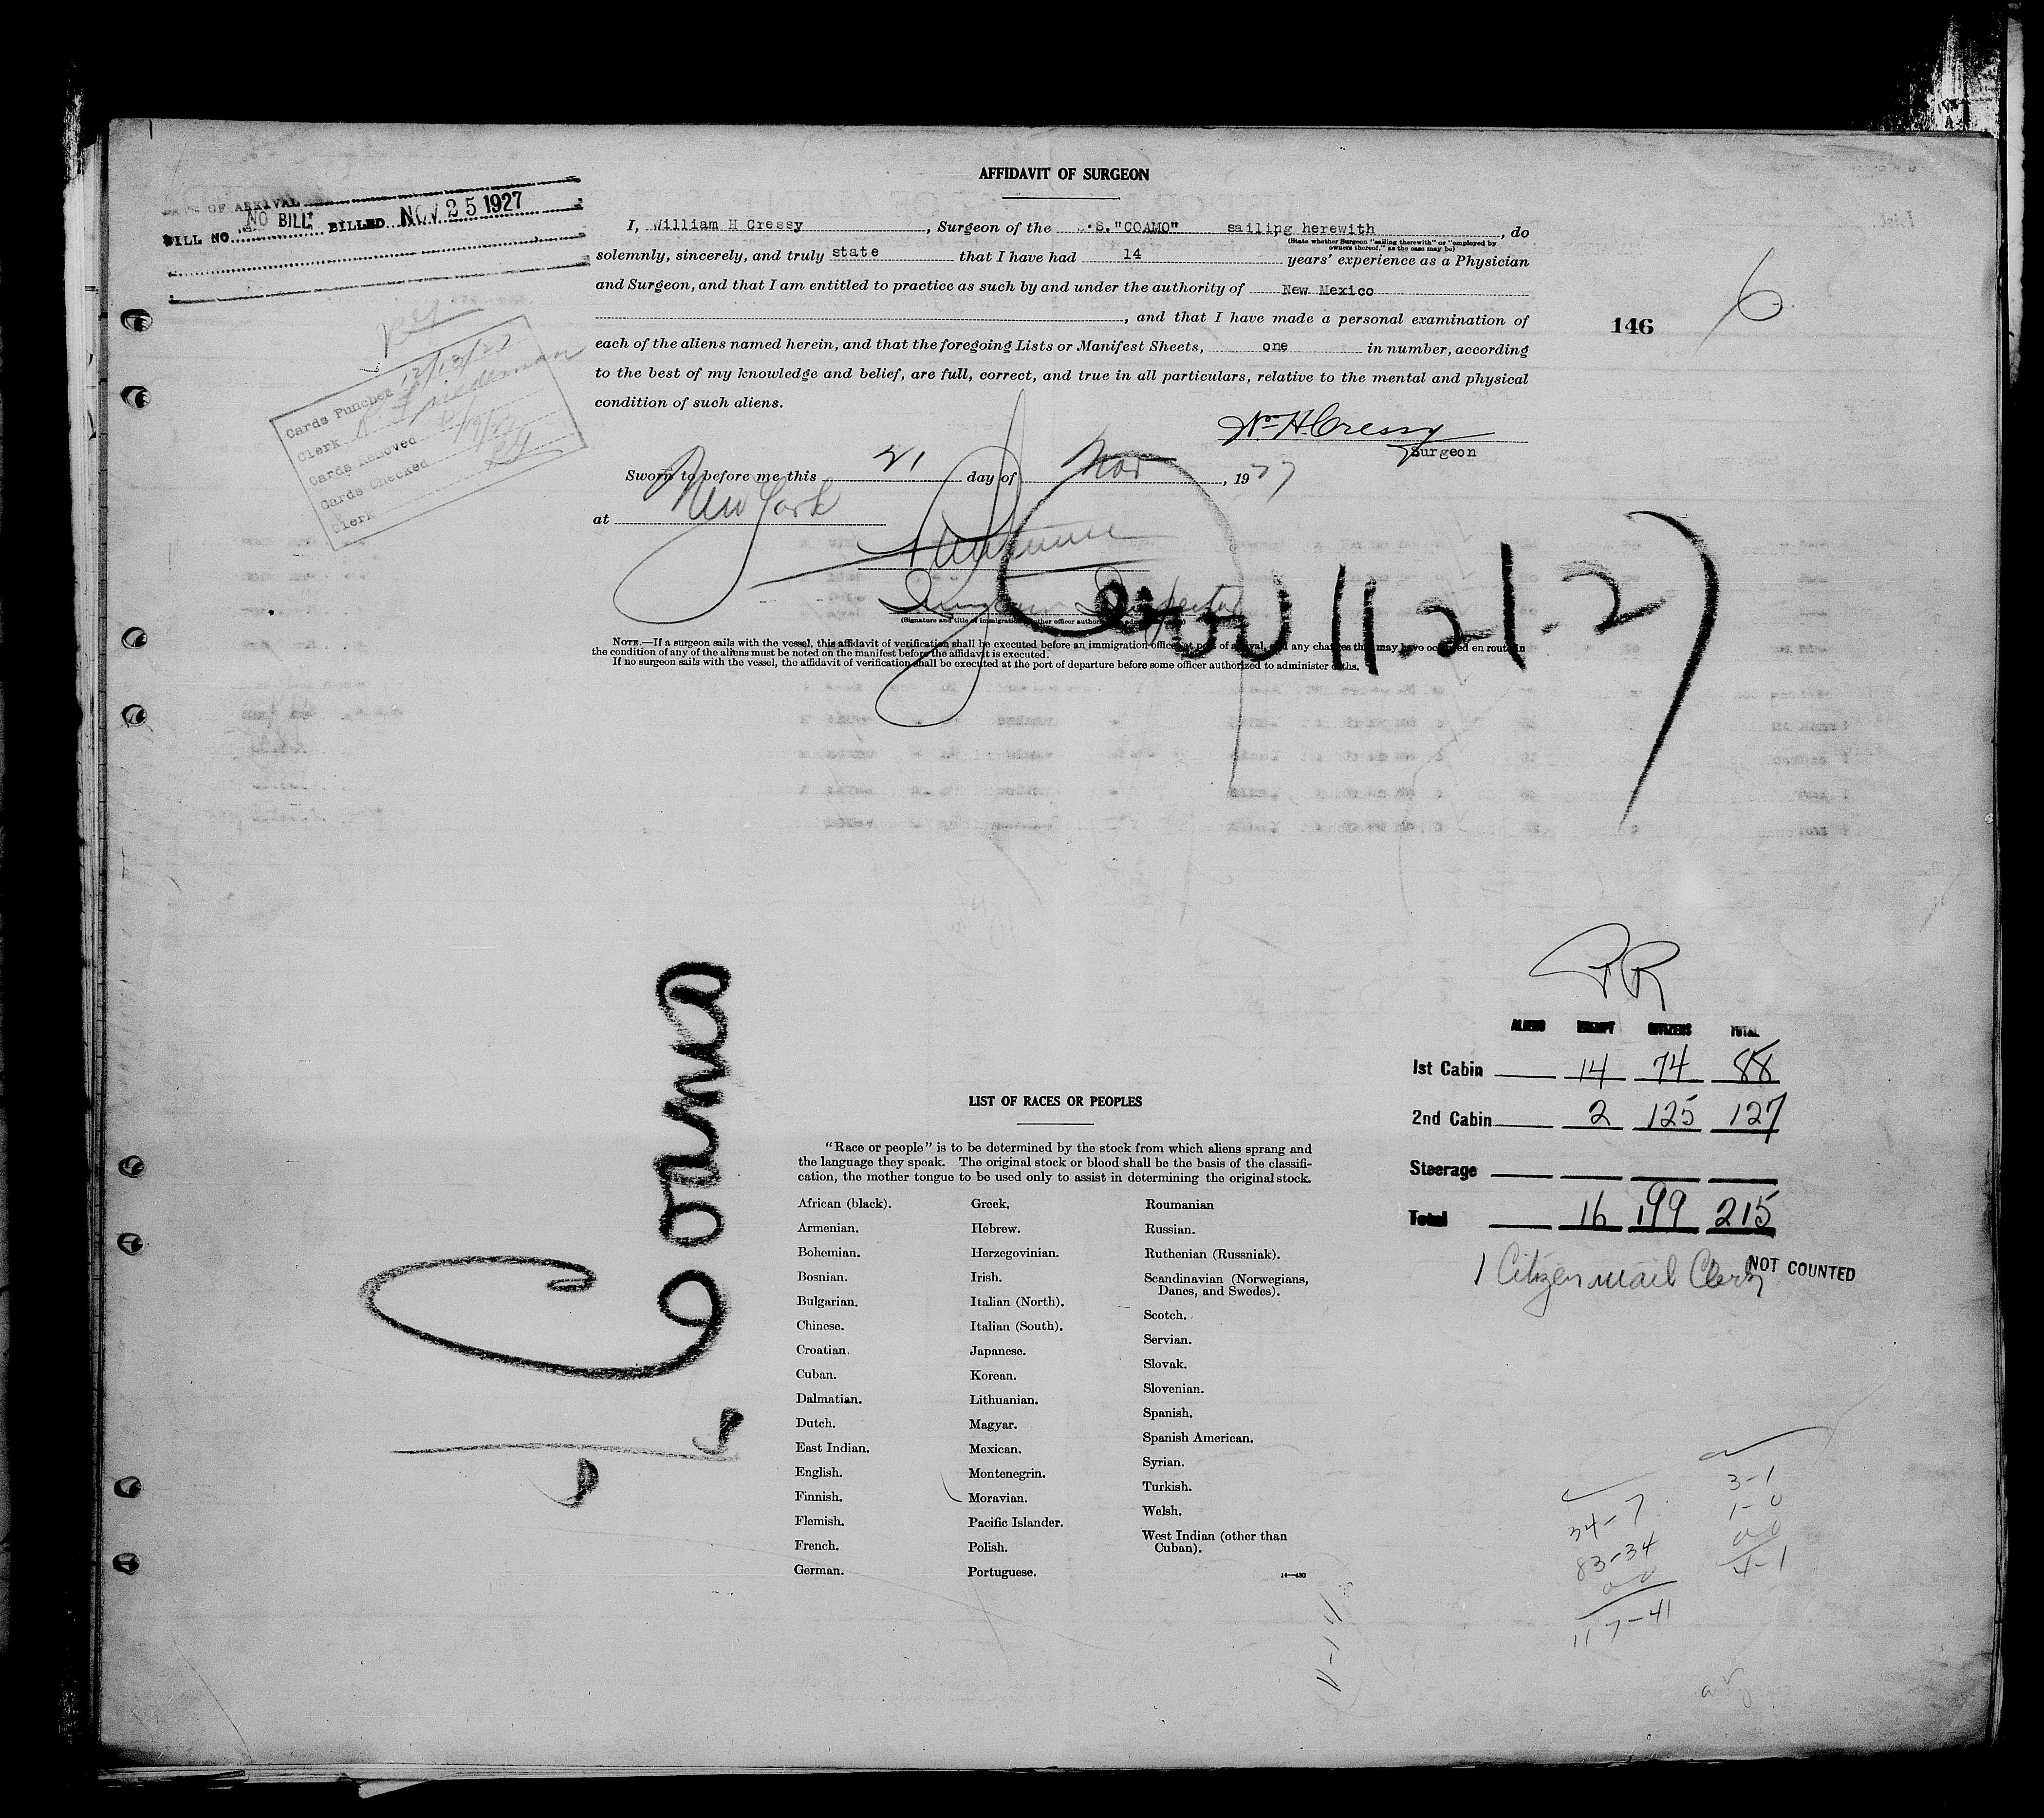 AFFIDAVIT OF SURGEON
DATE OF ARRIVAL
BILL NO. NO BILL BILLED NOV 25 1927
I, William H Cressy, Surgeon of the S.S."COAMO" sailing herewith, do
(State whether Surgeon "sailing therewith" or "employed by
owners thereof," as the case may be)
solemnly, sincerely, and truly state that I have had 14 years' experience as a Physician
and Surgeon, and that I am entitled to practice as such by and under the authority of New Mexico
, and that I have made a personal examination of
each of the aliens named herein, and that the foregoing Lists or Manifest Sheets, one in number, according
to the best of my knowledge and belief, are full, correct, and true in all particulars, relative to the mental and physical
condition of such aliens.
146
6
Cards Punched 12/13/27
Clerk Friedleman
Cards Removed
Cards Checked
Clerk
Wm H Cressy
Surgeon
Sworn to before me this 21 day of Nov, 1927
at New York
(Signature and title of immigration or other officer authorized to administer oaths)
11.21.27
NOTE.—If a surgeon sails with the vessel, this affidavit of verification shall be executed before an immigration officer at port of arrival, and any changes that may have occurred en route in
the condition of any of the aliens must be noted on the manifest before the affidavit is executed.
If no surgeon sails with the vessel, the affidavit of verification shall be executed at the port of departure before some officer authorized to administer oaths.
Coamo
PR
ALIENS EXEMPT CITIZENS TOTAL
1st Cabin 14 74 88
2nd Cabin 2 125 127
Steerage
Total 16 199 215
1 Citizen mail Clerk NOT COUNTED
LIST OF RACES OR PEOPLES
"Race or people" is to be determined by the stock from which aliens sprang and
the language they speak. The original stock or blood shall be the basis of the classifi-
cation, the mother tongue to be used only to assist in determining the original stock.
African (black).
Armenian.
Bohemian.
Bosnian.
Bulgarian.
Chinese.
Croatian.
Cuban.
Dalmatian.
Dutch.
East Indian.
English.
Finnish.
Flemish.
French.
German.
Greek.
Hebrew.
Herzegovinian.
Irish.
Italian (North).
Italian (South).
Japanese.
Korean.
Lithuanian.
Magyar.
Mexican.
Montenegrin.
Moravian.
Pacific Islander.
Polish.
Portuguese.
Roumanian
Russian.
Ruthenian (Russniak).
Scandinavian (Norwegians,
Danes, and Swedes).
Scotch.
Servian.
Slovak.
Slovenian.
Spanish.
Spanish American.
Syrian.
Turkish.
Welsh.
West Indian (other than
Cuban).
14—430
34-7
83-34
0 0
117-41
3-1
1-0
0 0
4-1